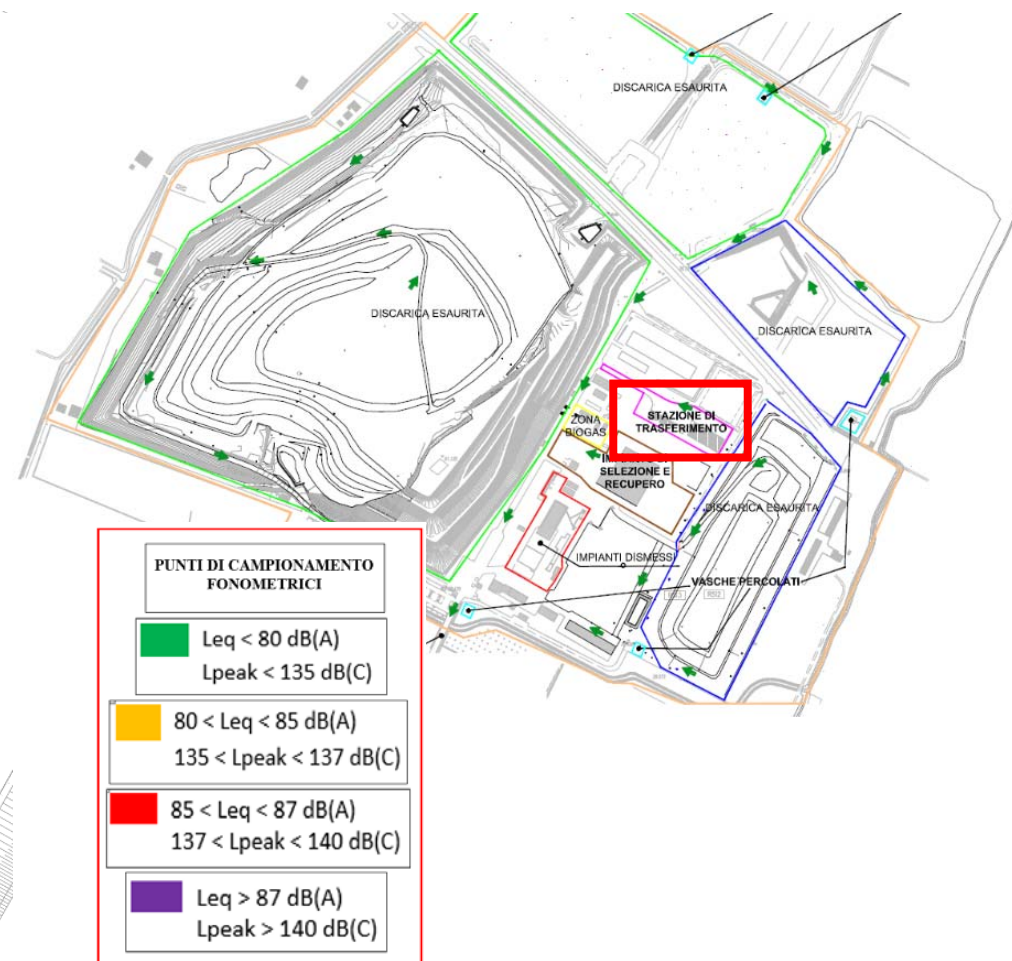 DISCARICA ESAURITA
DISCARICA ESAURITA
DISCARICA ESAURITA
STAZIONE DI
TRASFERIMENTO
ZONA
BIOGAS
SELEZIONE E
RECUPERO
DISCARICA ESAURITA
IMPIANTI DISMESSI
VASCHE PERCOLATI
PUNTI DI CAMPIONAMENTO
FONOMETRICI
Leq < 80 dB(A)
Lpeak < 135 dB(C)
80 < Leq < 85 dB(A)
135 < Lpeak < 137 dB(C)
85 < Leq < 87 dB(A)
137 < Lpeak < 140 dB(C)
Leq > 87 dB(A)
Lpeak > 140 dB(C)